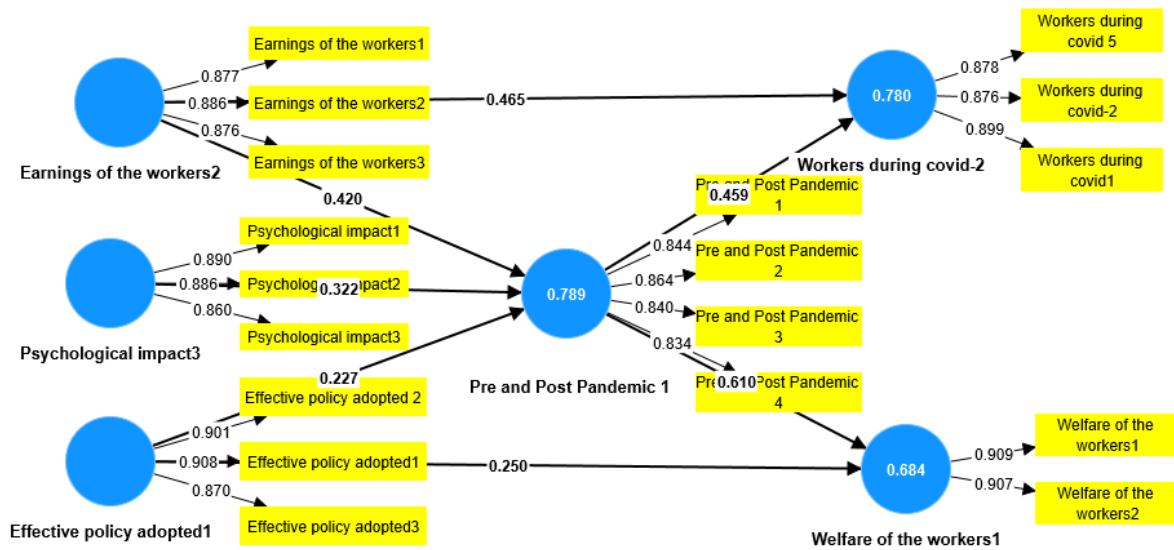 Earnings of the workers1
0.877
0.886
Earnings of the workers2
0.876
Earnings of the workers3
Earnings of the workers2
0.465
0.420
0.780
Workers during covid-2
0.878
0.876
0.899
Workers during
covid 5
Workers during
covid-2
Workers during
covid1
Psychological impact1
0.890
0.886
0.322
0.860
Psychological impact3
Psychological impact3
0.789
Pre and Post Pandemic 1
0.459
0.844
0.864
0.840
0.834
0.610
1
Pre and Post Pandemic
2
Pre and Post Pandemic
3
Post Pandemic
4
0.227
Effective policy adopted 2
0.901
0.908
Effective policy adopted1
0.870
Effective policy adopted3
Effective policy adopted1
0.250
0.684
Welfare of the workers1
0.909
0.907
Welfare of the
workers1
Welfare of the
workers2